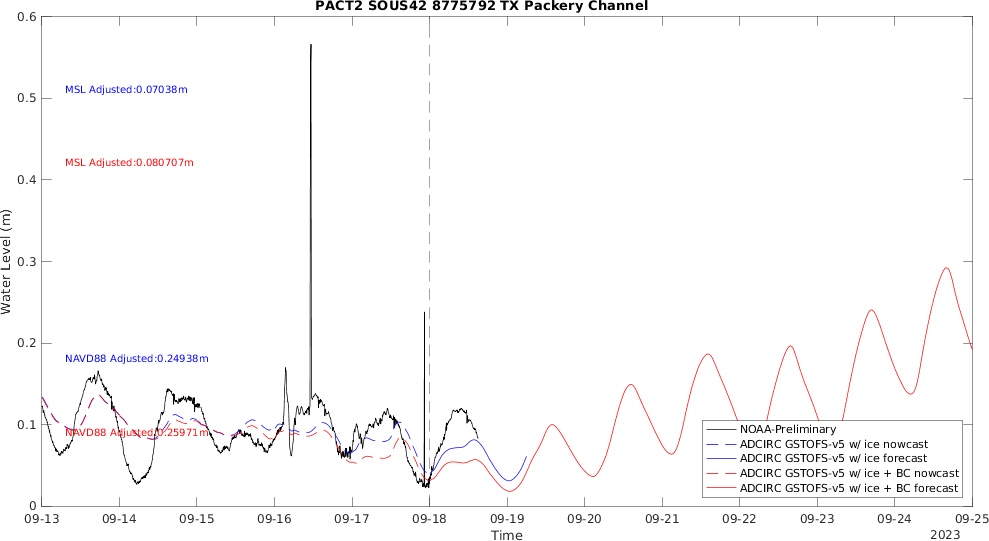 PACT2 SOUS42 8775792 TX Packery Channel
0.6
0.5
0.4
0.3
0.2
0.1
0
Water Level (m)
MSL Adjusted:0.07038m
MSL Adjusted:0.080707m
NAVD88 Adjusted:0.24938m
NAVD88 Adjusted:0.25971m
NOAA-Preliminary
ADCIRC GSTOFS-v5 w/ ice nowcast
ADCIRC GSTOFS-v5 w/ ice forecast
ADCIRC GSTOFS-v5 w/ ice + BC nowcast
ADCIRC GSTOFS-v5 w/ ice + BC forecast
09-13 09-14 09-15 09-16 09-17 09-18 09-19 09-20 09-21 09-22 09-23 09-24 09-25
Time
2023